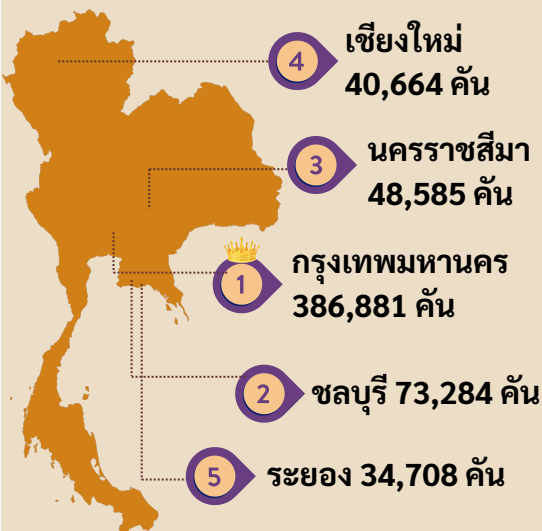 4
เชียงใหม่
40,664 คัน
3
นครราชสีมา
48,585 คัน
1
กรุงเทพมหานคร
386,881 คัน
2
ชลบุรี 73,284 คัน
5
ระยอง 34,708 คัน